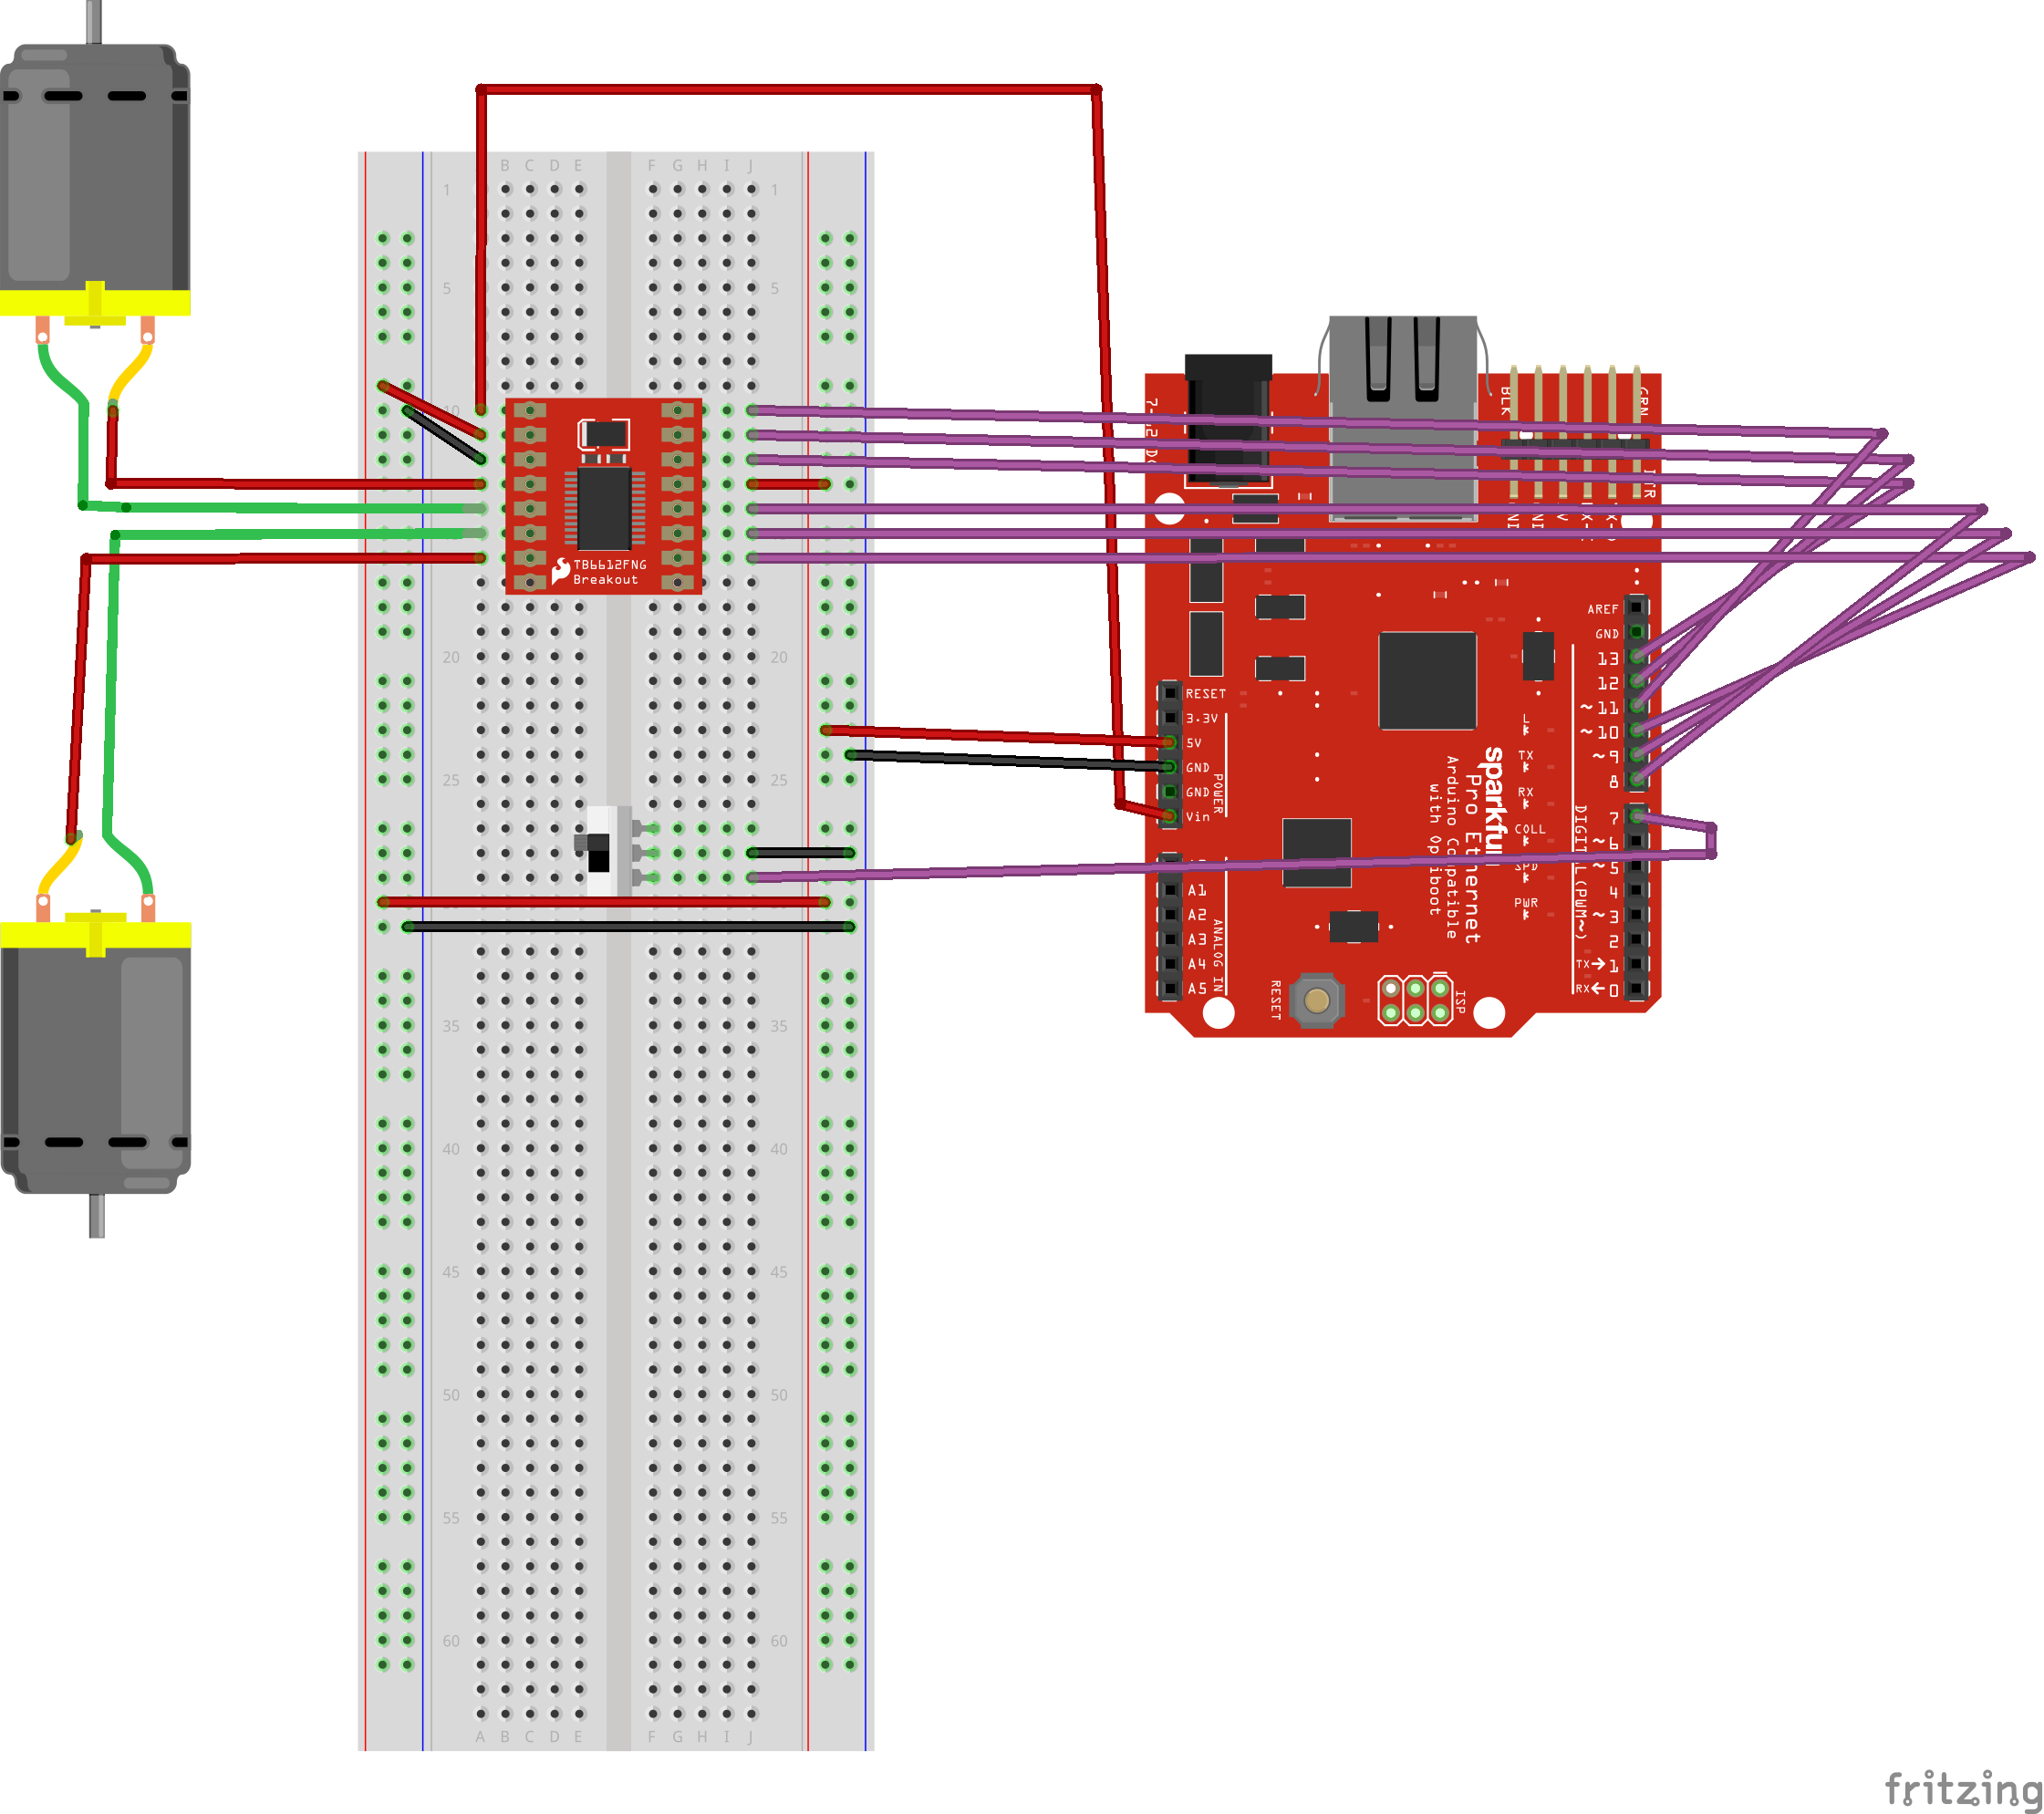 B C D E F G H I J
1 1
5 5
10
20 20
25 25
35 35
40 40
45 45
50 50
55 55
60 60
A B C D E F G H I J
TB6612FNG
Breakout
BLK
GRN
RESET
3.3V
5V
GND
GND
Vin
POWER
A1
A2
A3
A4
A5
ANALOG IN
AREF
GND
13
12
~11
~10
~9
8
7
~6
~5
4
~3
2
TX→1
RX←0
DIGITAL (PWM~)
L
TX
RX
COLL
SPD
PWR
sparkfun
Pro Ethernet
Arduino Compatible
with Optiboot
RESET
ISP
fritzing